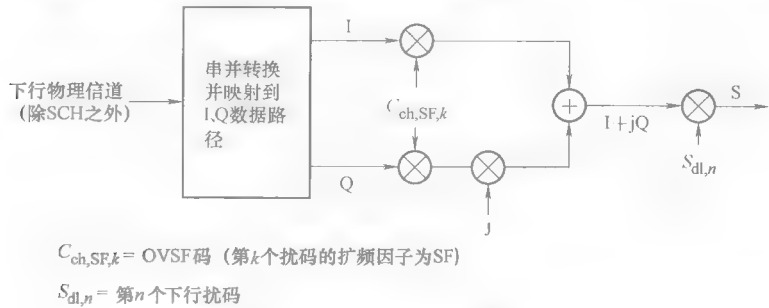 I
下行物理信道
(除SCH之外)
串并转换
并映射到
I,Q数据路
径
C_ch,SF,k
I+jQ
S
Q
S_dl,n
j
C_ch,SF,k = OVSF码 (第k个扰码的扩频因子为SF)
S_dl,n = 第n个下行扰码